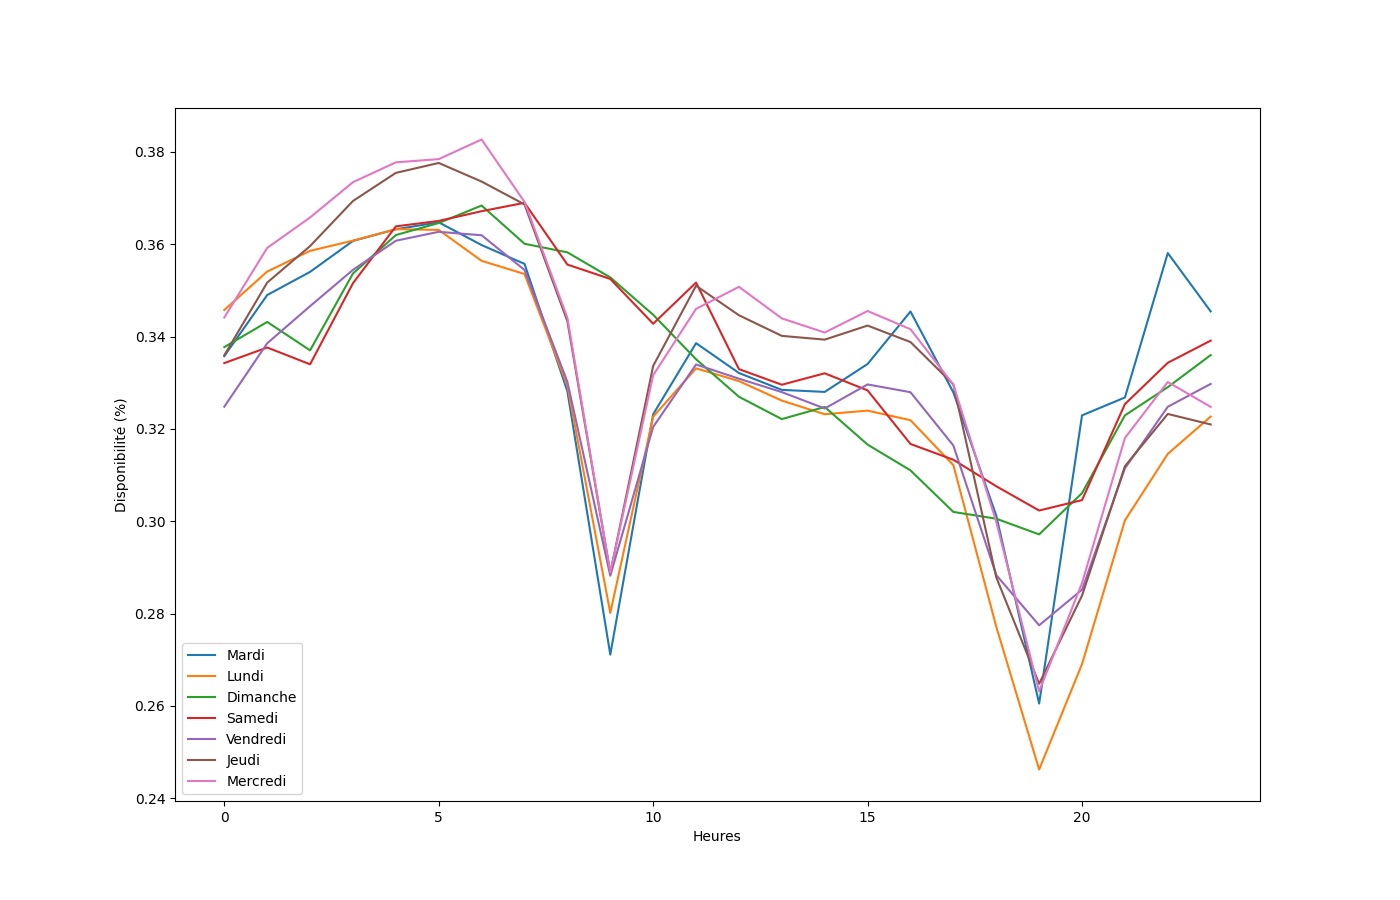 0.38
0.36
0.34
0.32
0.30
0.28
0.26
0.24
Disponibilité (%)
0 5 10 15 20
Heures
Mardi
Lundi
Dimanche
Samedi
Vendredi
Jeudi
Mercredi